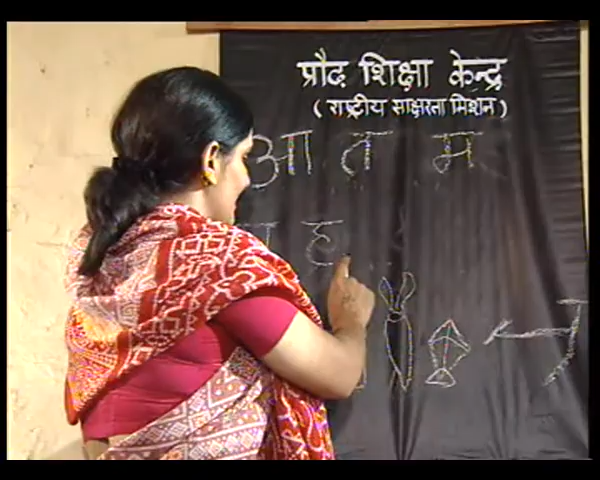 प्रौढ शिक्षा केन्द्र
(राष्ट्रीय साक्षरता मिशन)
आ त म
ह